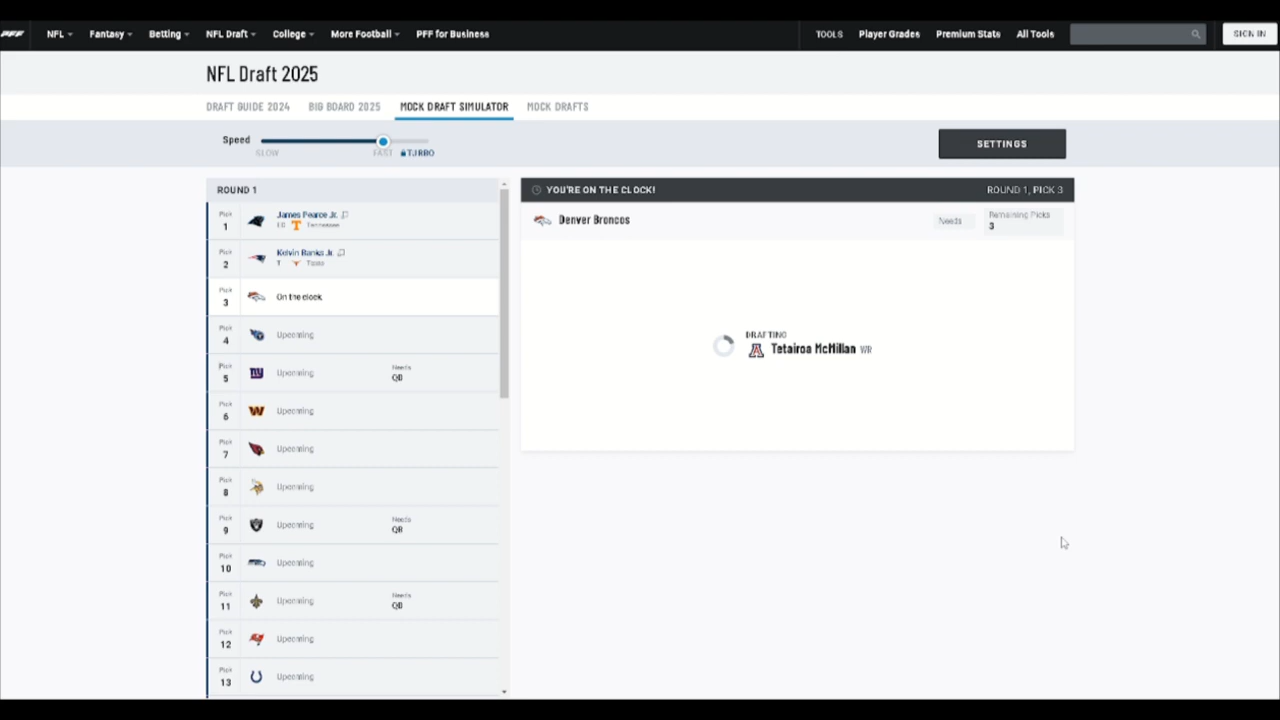 PFF NFL Fantasy Betting NFL Draft College More Football PFF for Business TOOLS Player Grades Premium Stats All Tools SIGN IN
NFL Draft 2025
DRAFT GUIDE 2024 BIG BOARD 2025 MOCK DRAFT SIMULATOR MOCK DRAFTS
Speed
SLOW FAST TURBO
SETTINGS
ROUND 1
Pick
1
James Pearce Jr.
ED Tennessee
Pick
2
Kelvin Banks Jr.
T Texas
Pick
3
On the clock
Pick
4
Upcoming
Pick
5
Upcoming
Needs
QB
Pick
6
Upcoming
Pick
7
Upcoming
Pick
8
Upcoming
Pick
9
Upcoming
Needs
QB
Pick
10
Upcoming
Pick
11
Upcoming
Needs
QB
Pick
12
Upcoming
Pick
13
Upcoming
YOU'RE ON THE CLOCK! ROUND 1, PICK 3
Denver Broncos
Needs
Remaining Picks
3
DRAFTING
Tetairoa McMillan WR